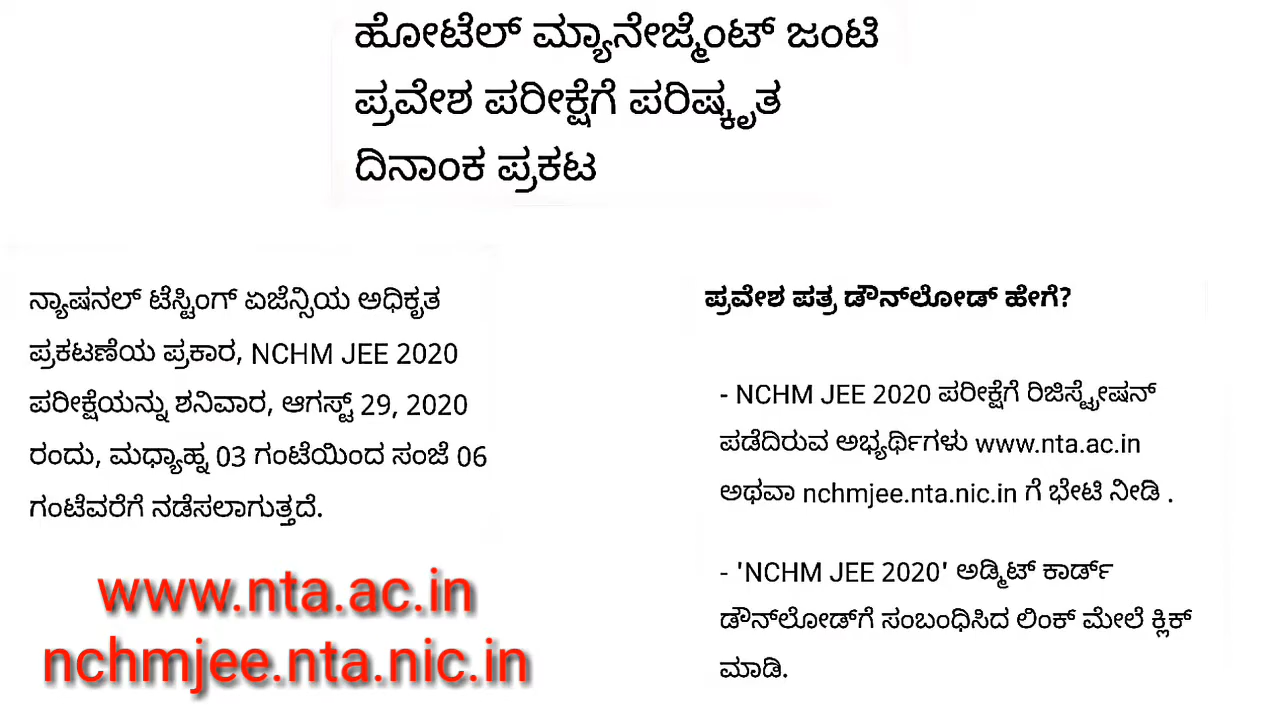 ಹೋಟೆಲ್ ಮ್ಯಾನೇಜ್ಮೆಂಟ್ ಜಂಟಿ
ಪ್ರವೇಶ ಪರೀಕ್ಷೆಗೆ ಪರಿಷ್ಕೃತ
ದಿನಾಂಕ ಪ್ರಕಟ
ನ್ಯಾಷನಲ್ ಟೆಸ್ಟಿಂಗ್ ಏಜೆನ್ಸಿಯ ಅಧಿಕೃತ
ಪ್ರಕಟಣೆಯ ಪ್ರಕಾರ, NCHM JEE 2020
ಪರೀಕ್ಷೆಯನ್ನು ಶನಿವಾರ, ಆಗಸ್ಟ್ 29, 2020
ರಂದು, ಮಧ್ಯಾಹ್ನ 03 ಗಂಟೆಯಿಂದ ಸಂಜೆ 06
ಗಂಟೆವರೆಗೆ ನಡೆಸಲಾಗುತ್ತದೆ.
www.nta.ac.in
nchmjee.nta.nic.in
ಪ್ರವೇಶ ಪತ್ರ ಡೌನ್‌ಲೋಡ್ ಹೇಗೆ?
- NCHM JEE 2020 ಪರೀಕ್ಷೆಗೆ ರಿಜಿಸ್ಟ್ರೇಷನ್
ಪಡೆದಿರುವ ಅಭ್ಯರ್ಥಿಗಳು www.nta.ac.in
ಅಥವಾ nchmjee.nta.nic.in ಗೆ ಭೇಟಿ ನೀಡಿ .
- 'NCHM JEE 2020' ಅಡ್ಮಿಟ್ ಕಾರ್ಡ್
ಡೌನ್‌ಲೋಡ್‌ಗೆ ಸಂಬಂಧಿಸಿದ ಲಿಂಕ್ ಮೇಲೆ ಕ್ಲಿಕ್
ಮಾಡಿ.